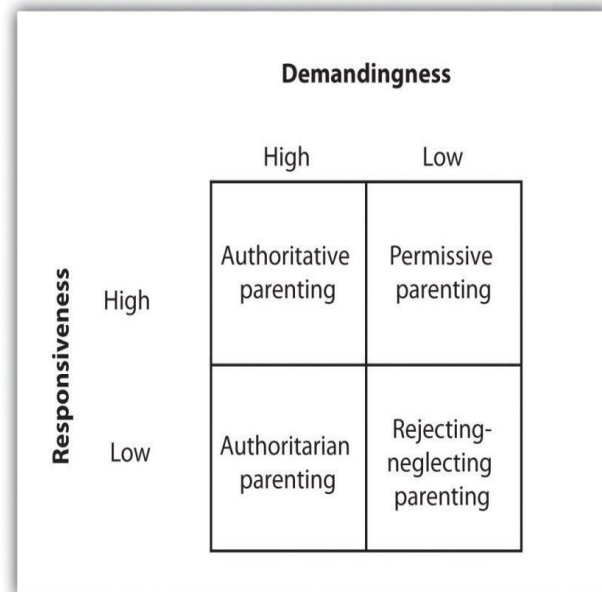 Demandingness
High Low
Responsiveness
High
Authoritative
parenting
Permissive
parenting
Low
Authoritarian
parenting
Rejecting-
neglecting
parenting